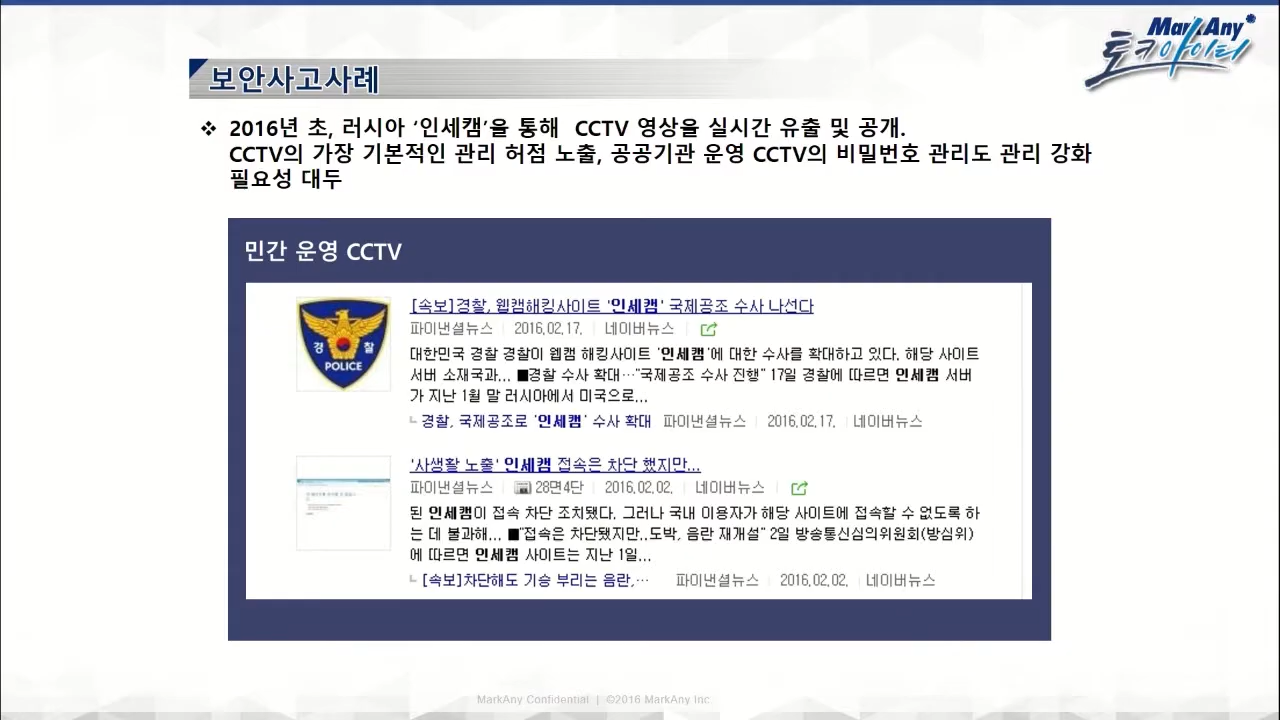 MarkAny
토크아이티
보안사고사례
❖ 2016년 초, 러시아 ‘인세캠’을 통해 CCTV 영상을 실시간 유출 및 공개.
CCTV의 가장 기본적인 관리 허점 노출, 공공기관 운영 CCTV의 비밀번호 관리도 관리 강화
필요성 대두
민간 운영 CCTV
경찰
POLICE
[속보]경찰, 웹캠해킹사이트 '인세캠' 국제공조 수사 나선다
파이낸셜뉴스 | 2016.02.17. | 네이버뉴스
대한민국 경찰 경찰이 웹캠 해킹사이트 '인세캠'에 대한 수사를 확대하고 있다. 해당 사이트
서버 소재국과... ■경찰 수사 확대…"국제공조 수사 진행" 17일 경찰에 따르면 인세캠 서버
가 지난 1월 말 러시아에서 미국으로...
경찰, 국제공조로 '인세캠' 수사 확대 파이낸셜뉴스 | 2016.02.17. | 네이버뉴스
'사생활 노출' 인세캠 접속은 차단 했지만...
파이낸셜뉴스 | 28면4단 | 2016.02.02. | 네이버뉴스
된 인세캠이 접속 차단 조치됐다. 그러나 국내 이용자가 해당 사이트에 접속할 수 없도록 하
는 데 불과해... ■"접속은 차단됐지만..도박, 음란 재개설" 2일 방송통신심의위원회(방심위)
에 따르면 인세캠 사이트는 지난 1일...
[속보]차단해도 기승 부리는 음란,… 파이낸셜뉴스 | 2016.02.02. | 네이버뉴스
MarkAny Confidential | ©2016 MarkAny Inc.